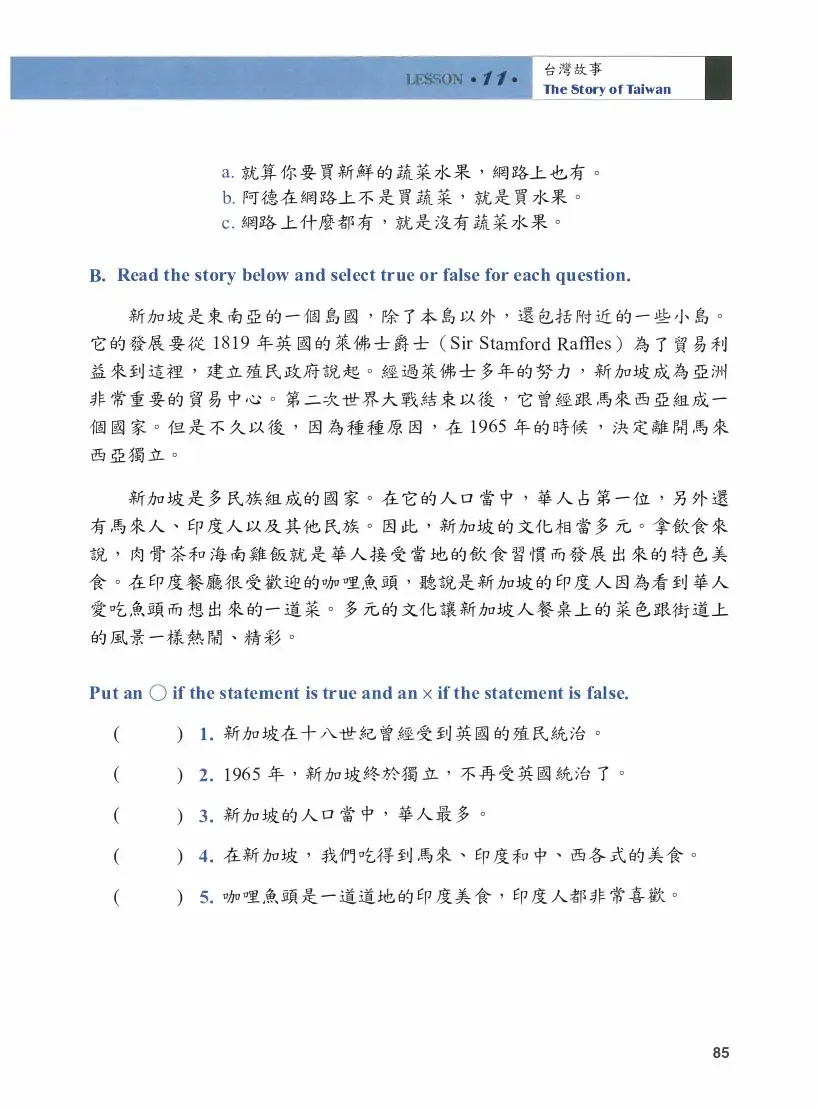 LESSON •11•
台灣故事
The Story of Taiwan
a. 就算你要買新鮮的蔬菜水果，網路上也有。
b. 阿德在網路上不是買蔬菜，就是買水果。
c. 網路上什麼都有，就是沒有蔬菜水果。
B. Read the story below and select true or false for each question.
新加坡是東南亞的一個島國，除了本島以外，還包括附近的一些小島。
它的發展要從 1819 年英國的萊佛士爵士（Sir Stamford Raffles）為了貿易利
益來到這裡，建立殖民政府說起。經過萊佛士多年的努力，新加坡成為亞洲
非常重要的貿易中心。第二次世界大戰結束以後，它曾經跟馬來西亞組成一
個國家。但是不久以後，因為種種原因，在 1965 年的時候，決定離開馬來
西亞獨立。
新加坡是多民族組成的國家。在它的人口當中，華人占第一位，另外還
有馬來人、印度人以及其他民族。因此，新加坡的文化相當多元。拿飲食來
說，肉骨茶和海南雞飯就是華人接受當地的飲食習慣而發展出來的特色美
食。在印度餐廳很受歡迎的咖哩魚頭，聽說是新加坡的印度人因為看到華人
愛吃魚頭而想出來的一道菜。多元的文化讓新加坡人餐桌上的菜色跟街道上
的風景一樣熱鬧、精彩。
Put an ○ if the statement is true and an × if the statement is false.
( ) 1. 新加坡在十八世紀曾經受到英國的殖民統治。
( ) 2. 1965 年，新加坡終於獨立，不再受英國統治了。
( ) 3. 新加坡的人口當中，華人最多。
( ) 4. 在新加坡，我們吃得到馬來、印度和中、西各式的美食。
( ) 5. 咖哩魚頭是一道道地的印度美食，印度人都非常喜歡。
85